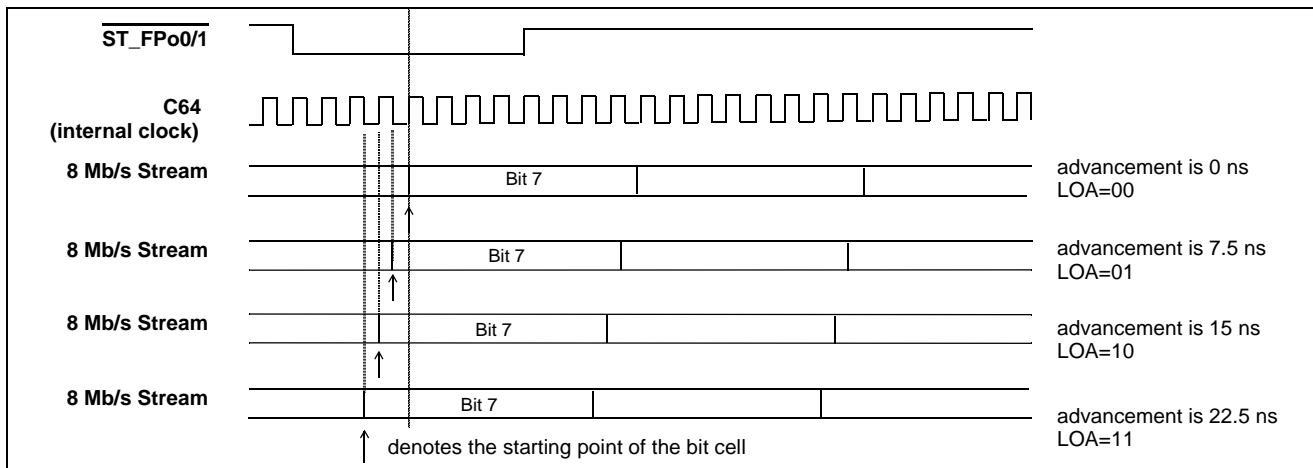 ST_FPo0/1
C64
(internal clock)
8 Mb/s Stream
Bit 7
advancement is 0 ns
LOA=00
8 Mb/s Stream
Bit 7
advancement is 7.5 ns
LOA=01
8 Mb/s Stream
Bit 7
advancement is 15 ns
LOA=10
8 Mb/s Stream
Bit 7
advancement is 22.5 ns
LOA=11
denotes the starting point of the bit cell